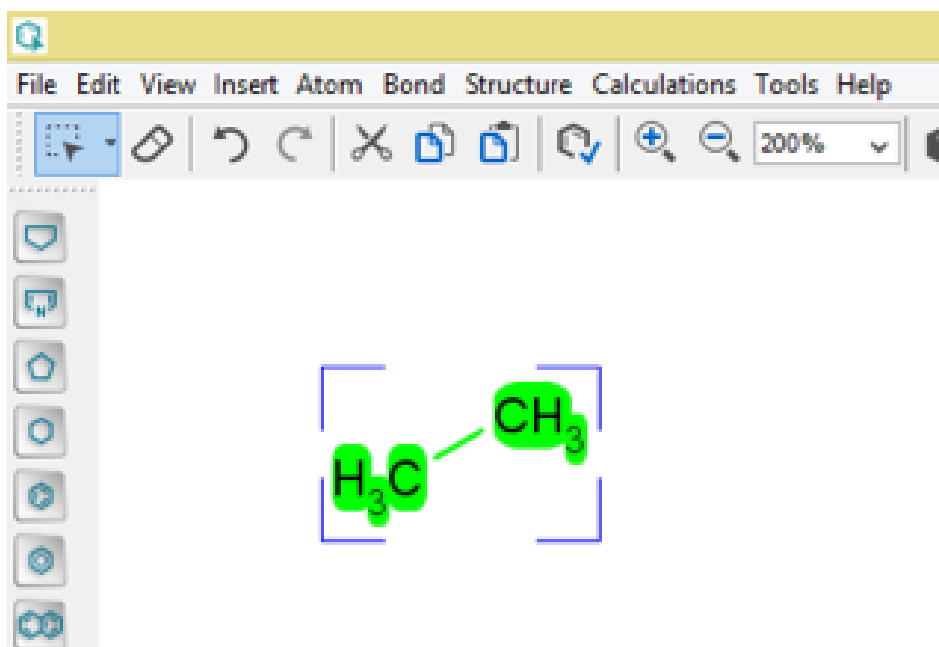 File Edit View Insert Atom Bond Structure Calculations Tools Help
200%
N
CH₃
H₃C